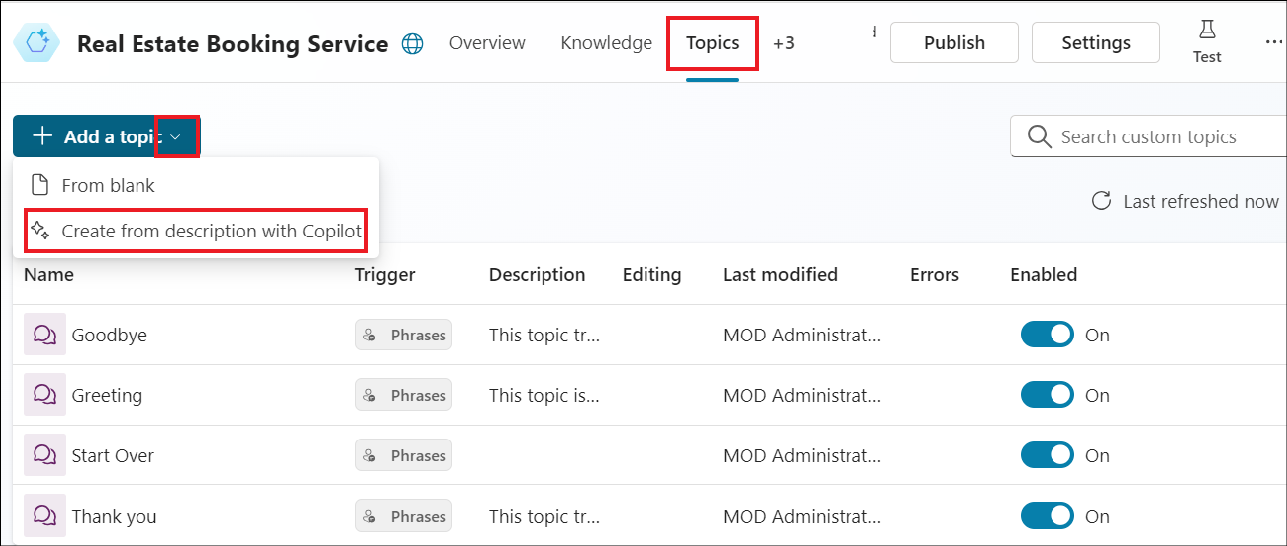 Real Estate Booking Service Overview Knowledge Topics +3 Publish Settings Test ...
+ Add a topic Search custom topics
From blank
Last refreshed now
Create from description with Copilot
Name Trigger Description Editing Last modified Errors Enabled
Goodbye Phrases This topic tr... MOD Administrat... On
Greeting Phrases This topic is... MOD Administrat... On
Start Over Phrases MOD Administrat... On
Thank you Phrases This topic tr... MOD Administrat... On